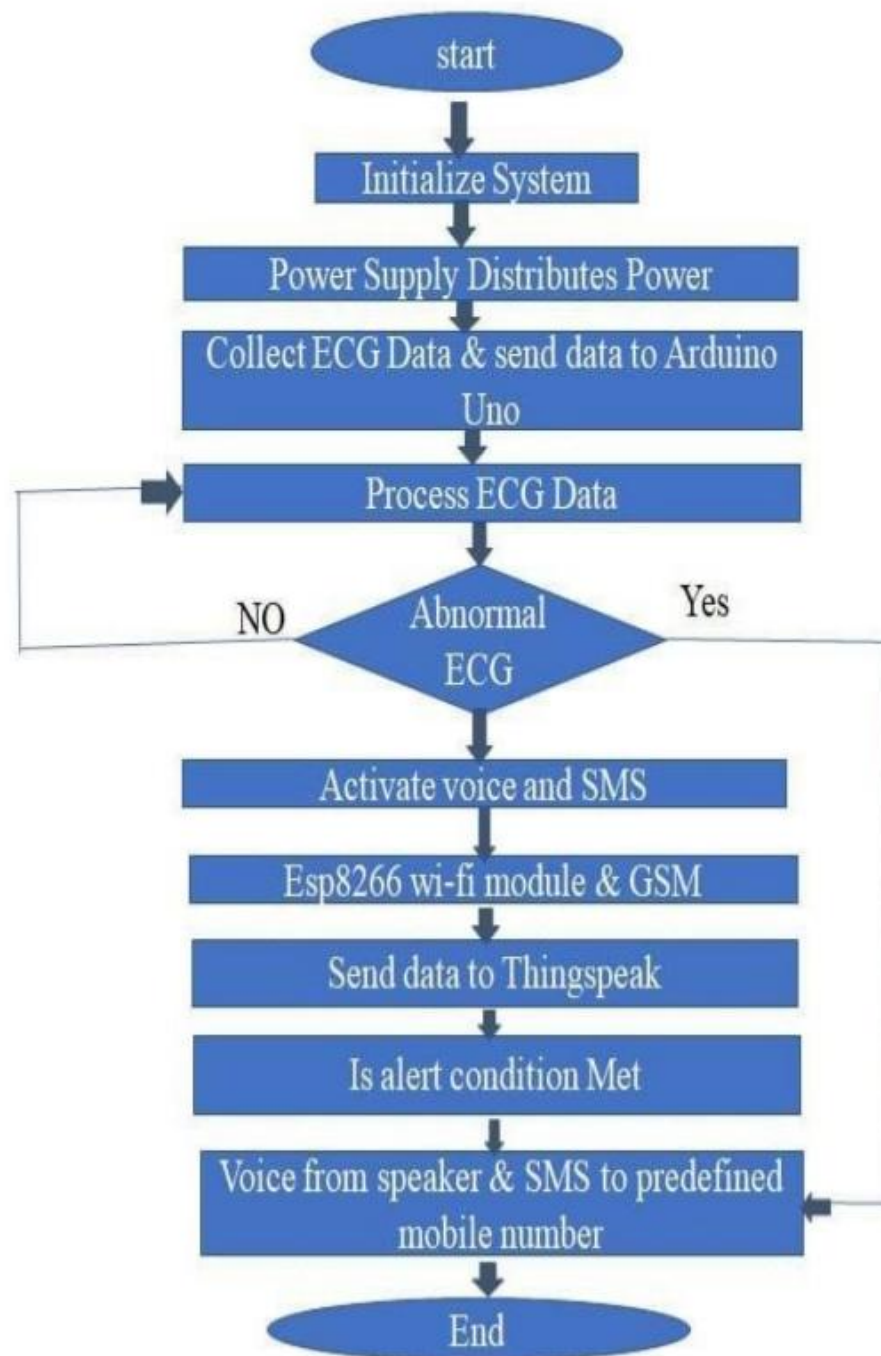 start
Initialize System
Power Supply Distributes Power
Collect ECG Data & send data to Arduino
Uno
Process ECG Data
NO
Abnormal
ECG
Yes
Activate voice and SMS
Esp8266 wi-fi module & GSM
Send data to Thingspeak
Is alert condition Met
Voice from speaker & SMS to predefined
mobile number
End